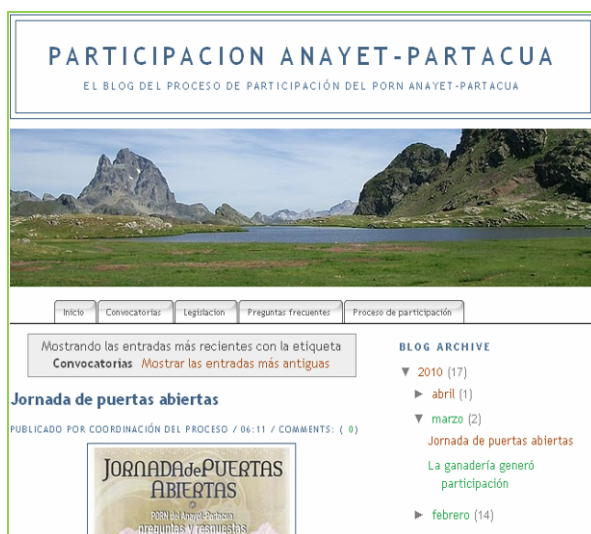 PARTICIPACION ANAYET-PARTACUA
EL BLOG DEL PROCESO DE PARTICIPACIÓN DEL PORN ANAYET-PARTACUA
Inicio
Convocatorias
Legislacion
Preguntas frecuentes
Proceso de participación
Mostrando las entradas más recientes con la etiqueta
Convocatorias Mostrar las entradas más antiguas
Jornada de puertas abiertas
PUBLICADO POR COORDINACIÓN DEL PROCESO / 06:11 / COMMENTS: ( 0)
JORNADA de PUERTAS
ABIERTAS
PORN del Anayet-Partacua
preguntas y respuestas
BLOG ARCHIVE
▼ 2010 (17)
► abril (1)
▼ marzo (2)
Jornada de puertas abiertas
La ganadería generó
participación
► febrero (14)